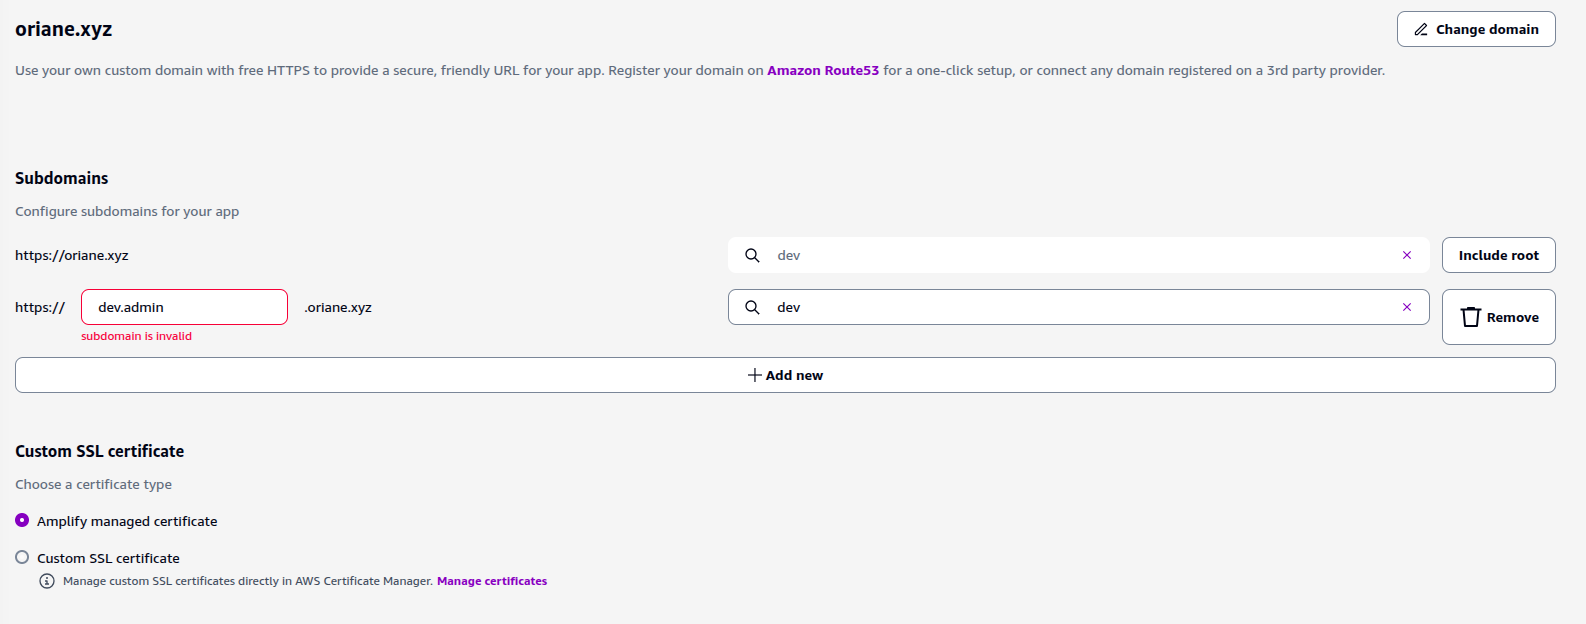 oriane.xyz
Change domain
Use your own custom domain with free HTTPS to provide a secure, friendly URL for your app. Register your domain on Amazon Route53 for a one-click setup, or connect any domain registered on a 3rd party provider.
Subdomains
Configure subdomains for your app
https://oriane.xyz dev Include root
https:// dev.admin .oriane.xyz dev Remove
subdomain is invalid
Add new
Custom SSL certificate
Choose a certificate type
Amplify managed certificate
Custom SSL certificate
Manage custom SSL certificates directly in AWS Certificate Manager. Manage certificates